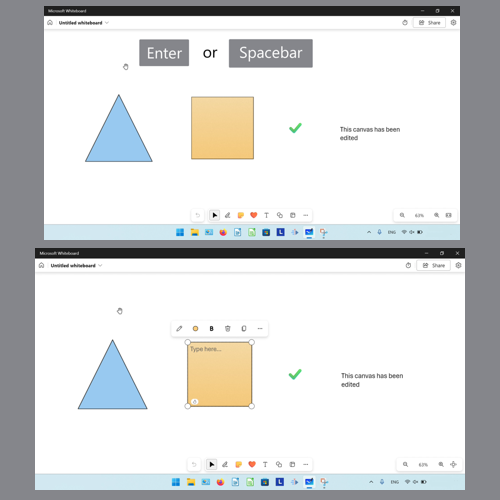 Microsoft Whiteboard
Untitled whiteboard
Share
Enter or Spacebar
This canvas has been
edited
63%
ENG
Microsoft Whiteboard
Untitled whiteboard
Share
B
Type here...
This canvas has been
edited
63%
ENG